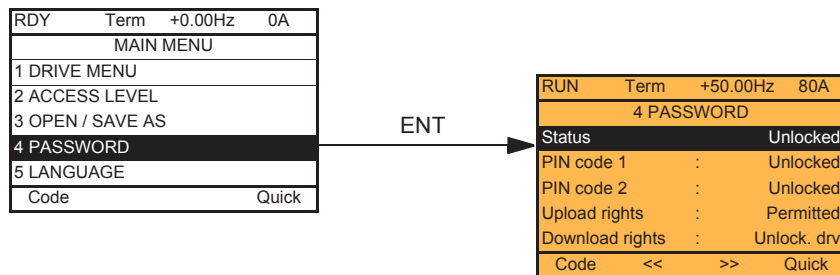 RDY Term +0.00Hz 0A
MAIN MENU
1 DRIVE MENU
2 ACCESS LEVEL
3 OPEN / SAVE AS
4 PASSWORD
5 LANGUAGE
Code Quick
ENT
RUN Term +50.00Hz 80A
4 PASSWORD
Status Unlocked
PIN code 1 : Unlocked
PIN code 2 : Unlocked
Upload rights : Permitted
Download rights : Unlock. drv
Code << >> Quick